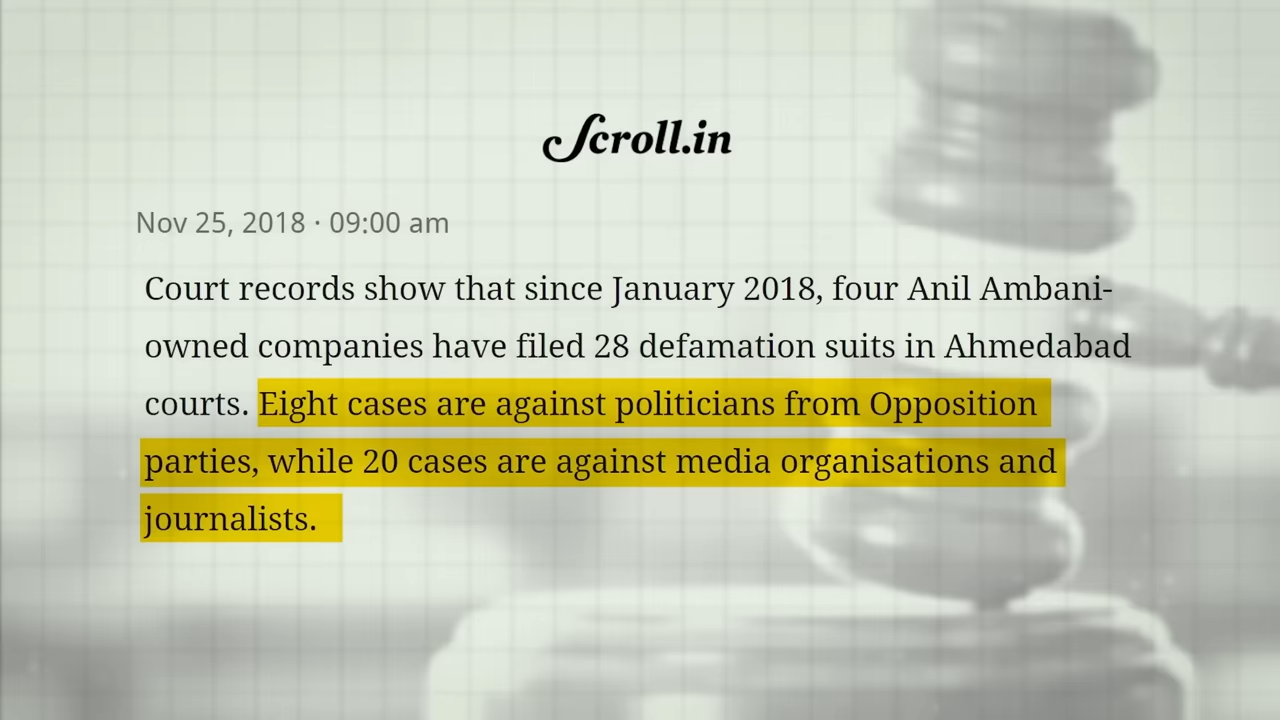 Scroll.in
Nov 25, 2018 · 09:00 am
Court records show that since January 2018, four Anil Ambani-
owned companies have filed 28 defamation suits in Ahmedabad
courts. Eight cases are against politicians from Opposition
parties, while 20 cases are against media organisations and
journalists.